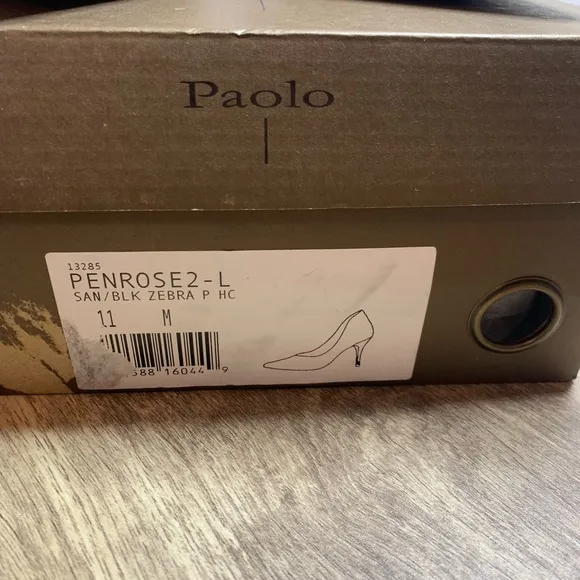 Paolo
13285
PENROSE2-L
SAN/BLK ZEBRA P HC
11 M
588 16044 9